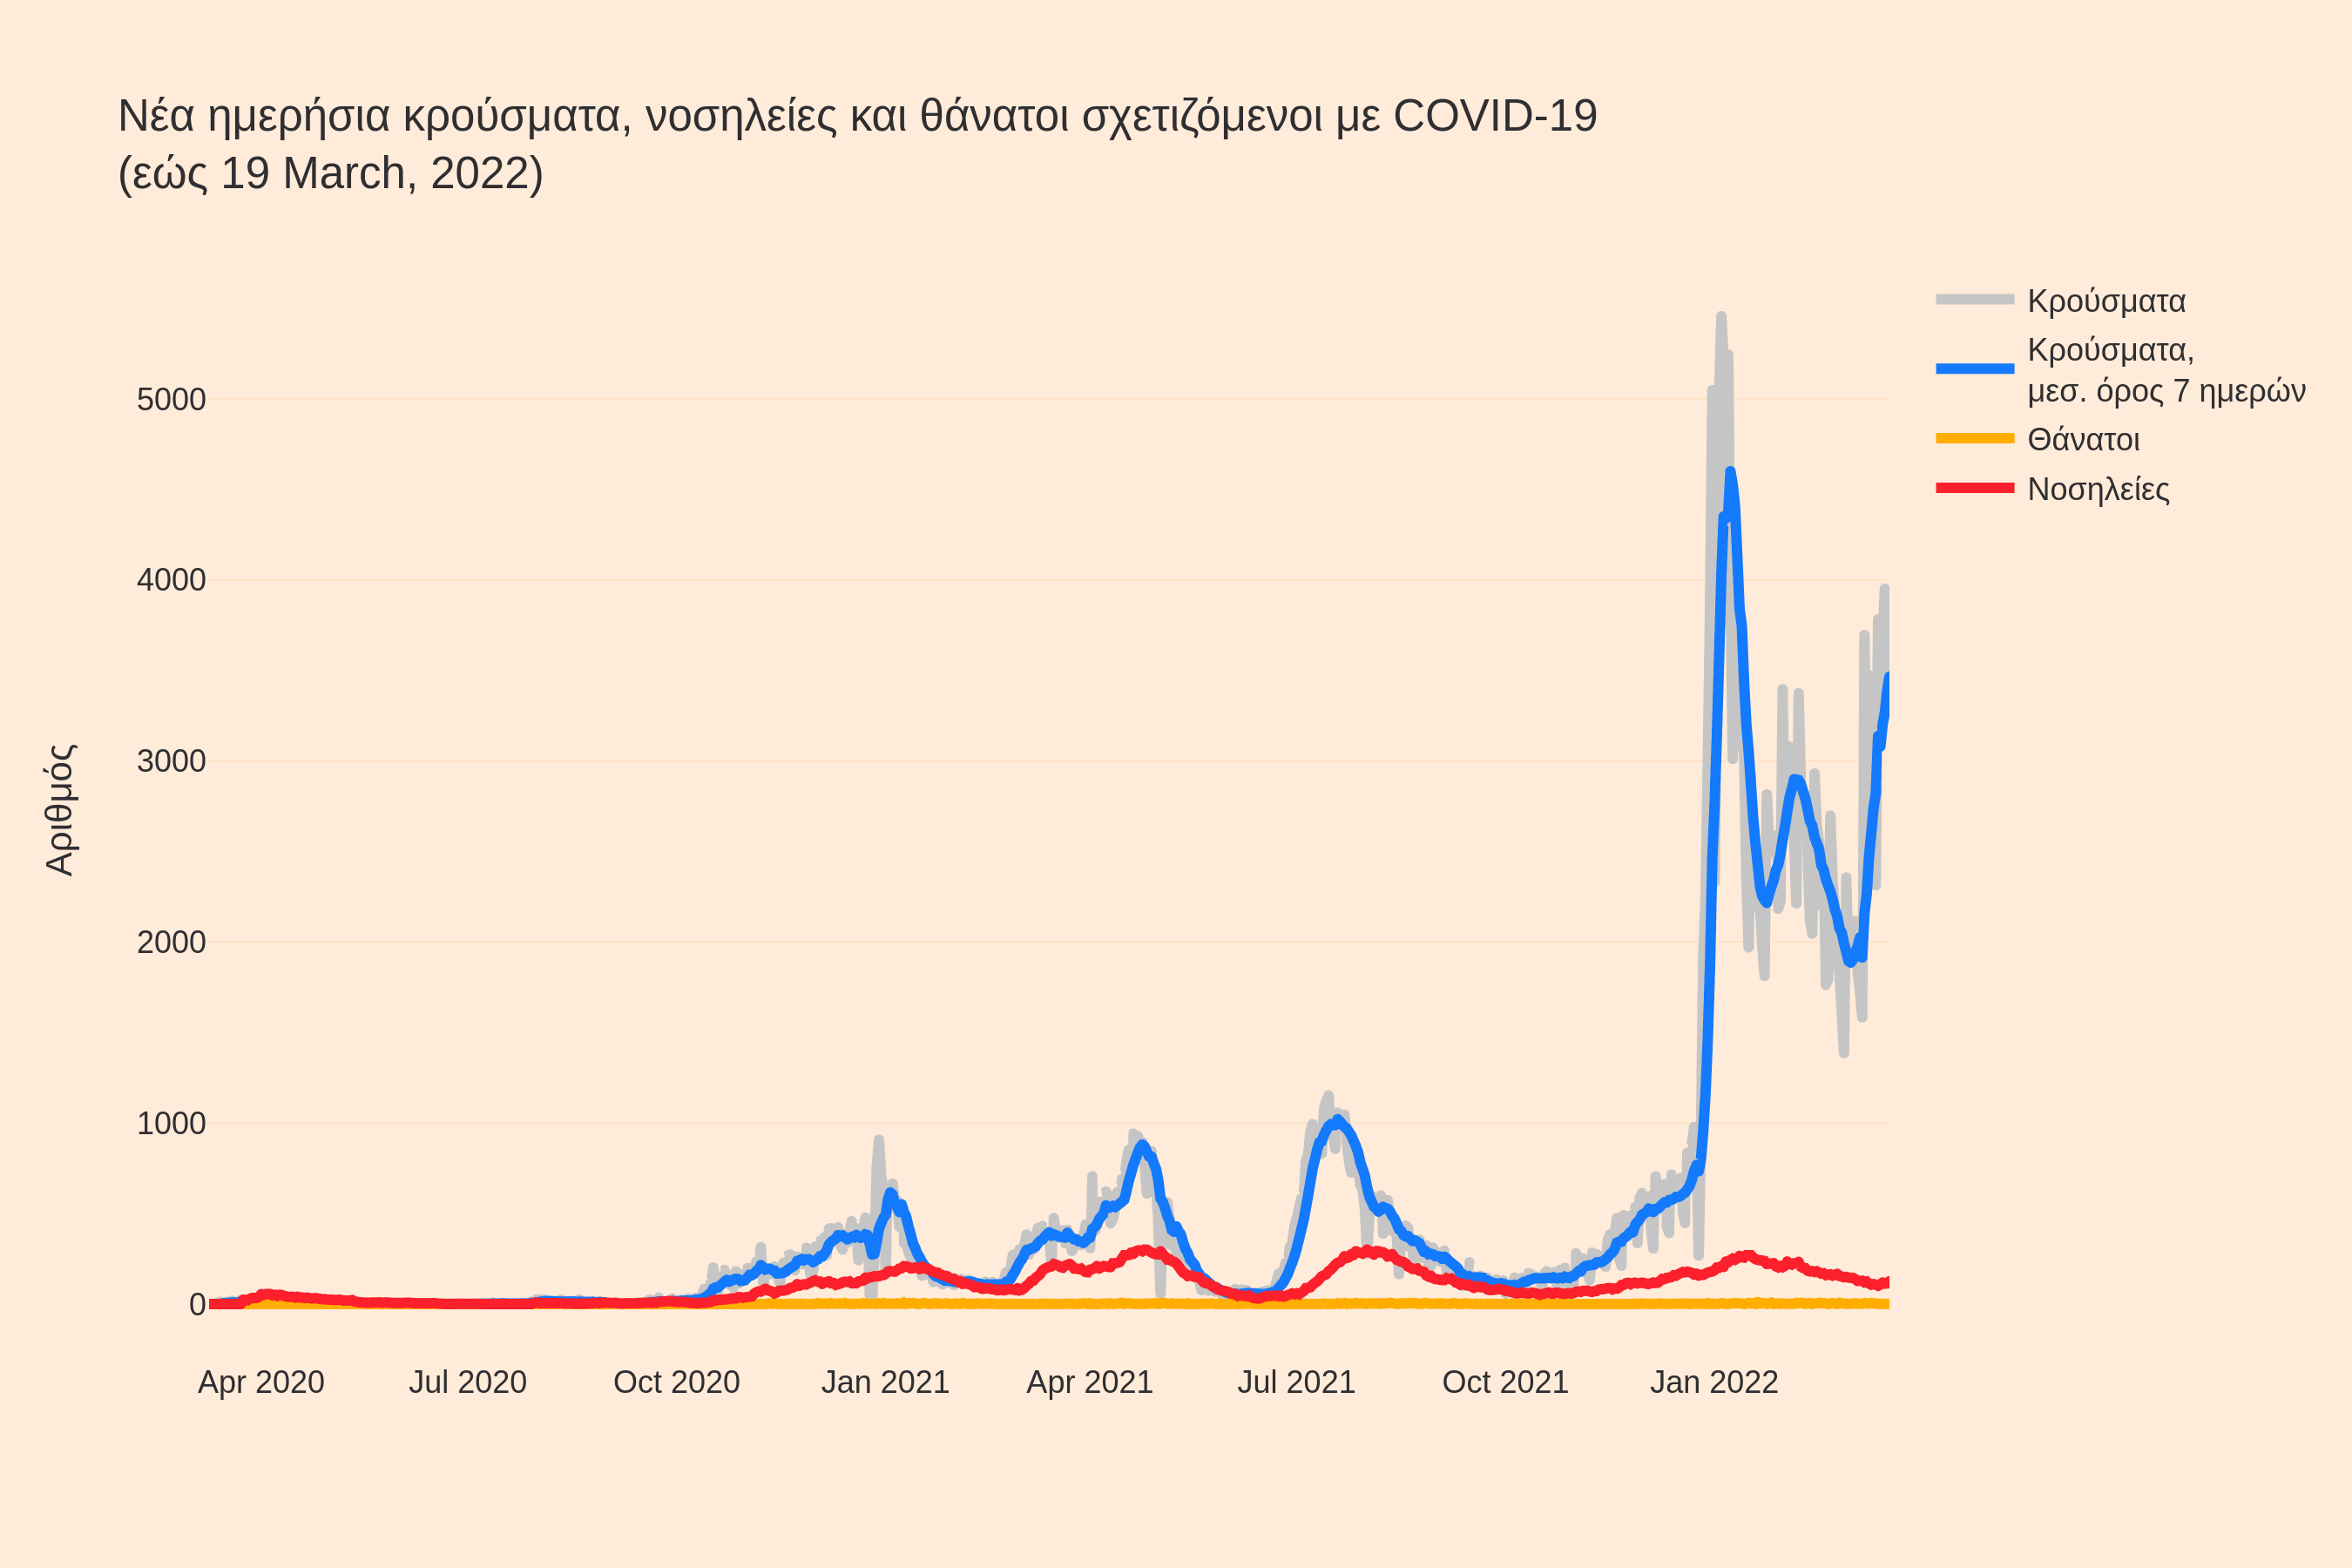 Νέα ημερήσια κρούσματα, νοσηλείες και θάνατοι σχετιζόμενοι με COVID-19
(εώς 19 March, 2022)
Κρούσματα
Κρούσματα,
μεσ. όρος 7 ημερών
Θάνατοι
Νοσηλείες
Αριθμός
5000
4000
3000
2000
1000
0
Apr 2020
Jul 2020
Oct 2020
Jan 2021
Apr 2021
Jul 2021
Oct 2021
Jan 2022